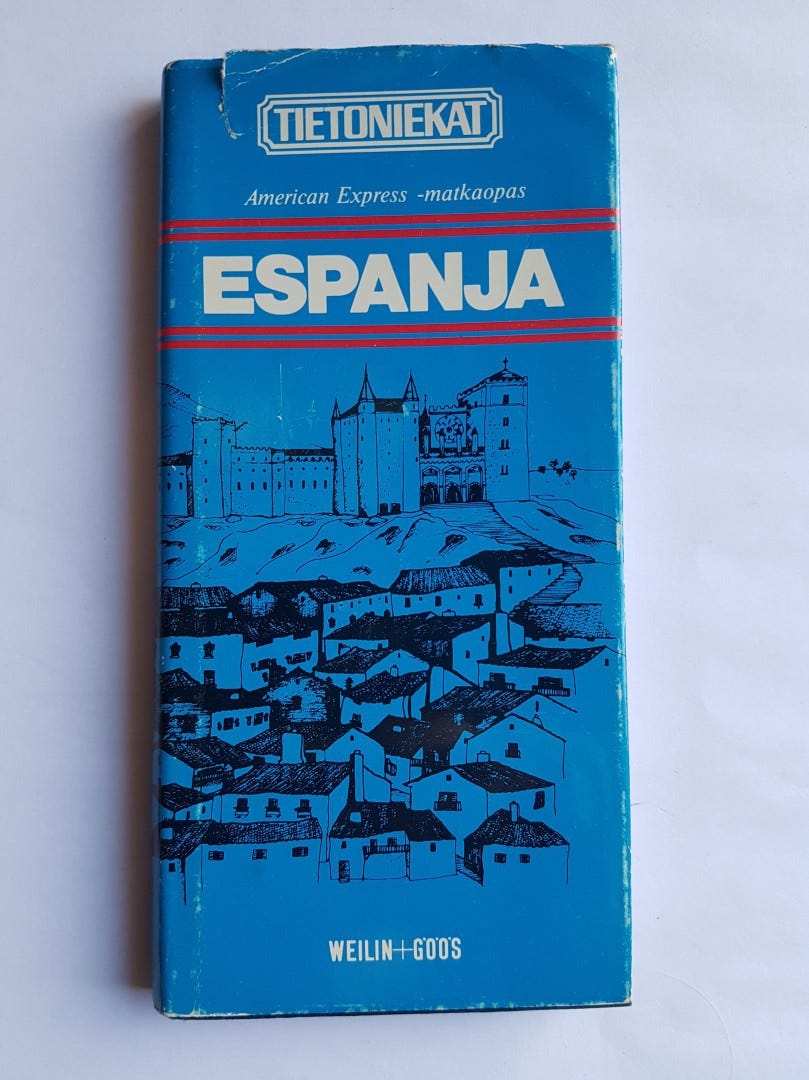 TIETONIEKAT
American Express -matkaopas
ESPANJA
WEILIN+GÖÖS